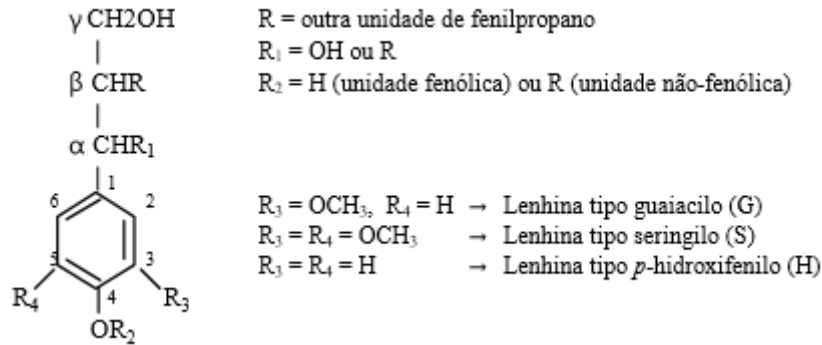 γ CH2OH R = outra unidade de fenilpropano
R₁ = OH ou R
β CHR R₂ = H (unidade fenólica) ou R (unidade não-fenólica)
α CHR₁
1
6 2
R₃ = OCH₃, R₄ = H → Lenhina tipo guaiacilo (G)
R₃ = R₄ = OCH₃ → Lenhina tipo seringilo (S)
5 3
R₃ = R₄ = H → Lenhina tipo p-hidroxifenilo (H)
R₄ 4 R₃
OR₂